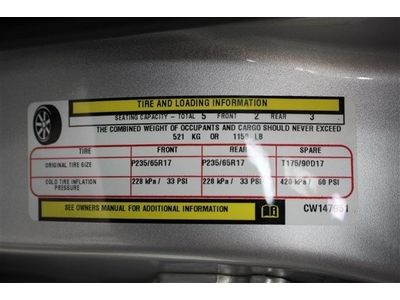 TIRE AND LOADING INFORMATION
SEATING CAPACITY - TOTAL 5 FRONT 2 REAR 3
THE COMBINED WEIGHT OF OCCUPANTS AND CARGO SHOULD NEVER EXCEED
521 KG OR 1150 LB
TIRE FRONT REAR SPARE
ORIGINAL TIRE SIZE P235/65R17 P235/65R17 T175/90D17
COLD TIRE INFLATION PRESSURE 228 kPa / 33 PSI 228 kPa / 33 PSI 420 kPa / 60 PSI
SEE OWNERS MANUAL FOR ADDITIONAL INFORMATION